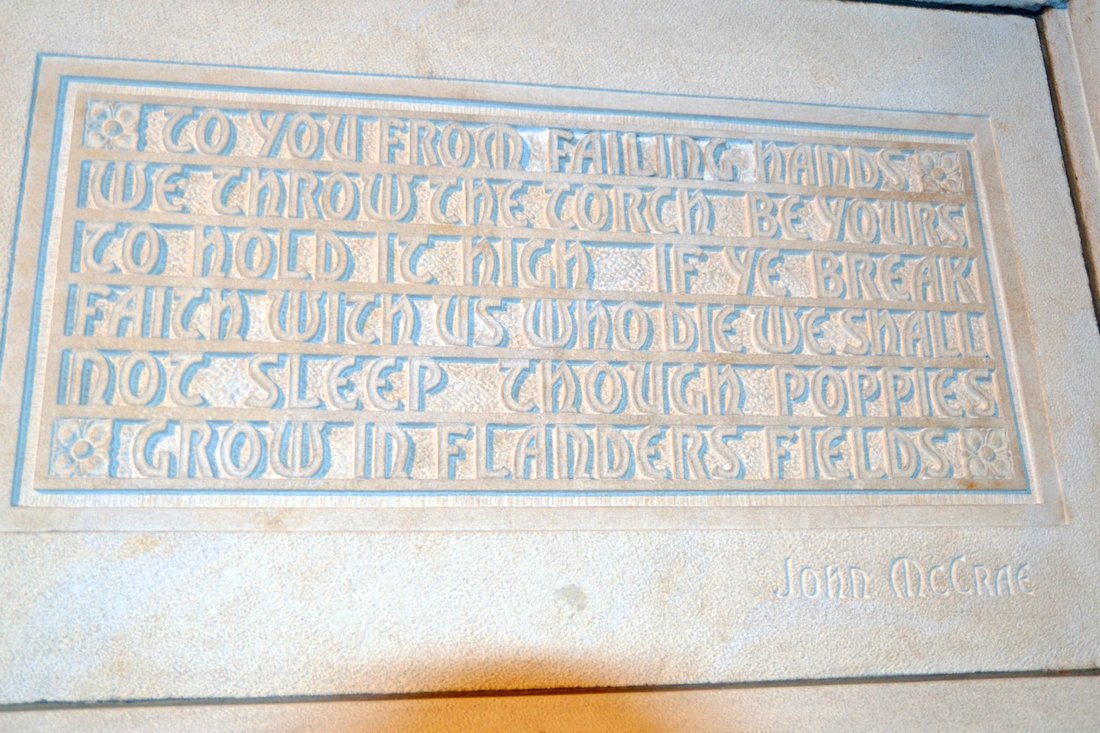 TO YOU FROM FAILING HANDS
WE THROW THE TORCH BE YOURS
TO HOLD IT HIGH IF YE BREAK
FAITH WITH US WHO DIE WE SHALL
NOT SLEEP THOUGH POPPIES
GROW IN FLANDERS FIELDS
JOHN MCCRAE